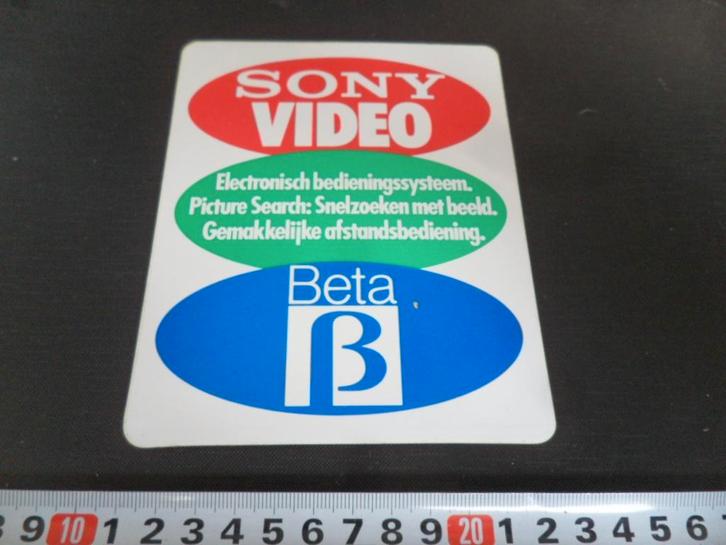 SONY
VIDEO
Electronisch bedieningssysteem.
Picture Search: Snelzoeken met beeld.
Gemakkelijke afstandsbediening.
Beta
β
9 10 1 2 3 4 5 6 7 8 9 20 1 2 3 4 5 6